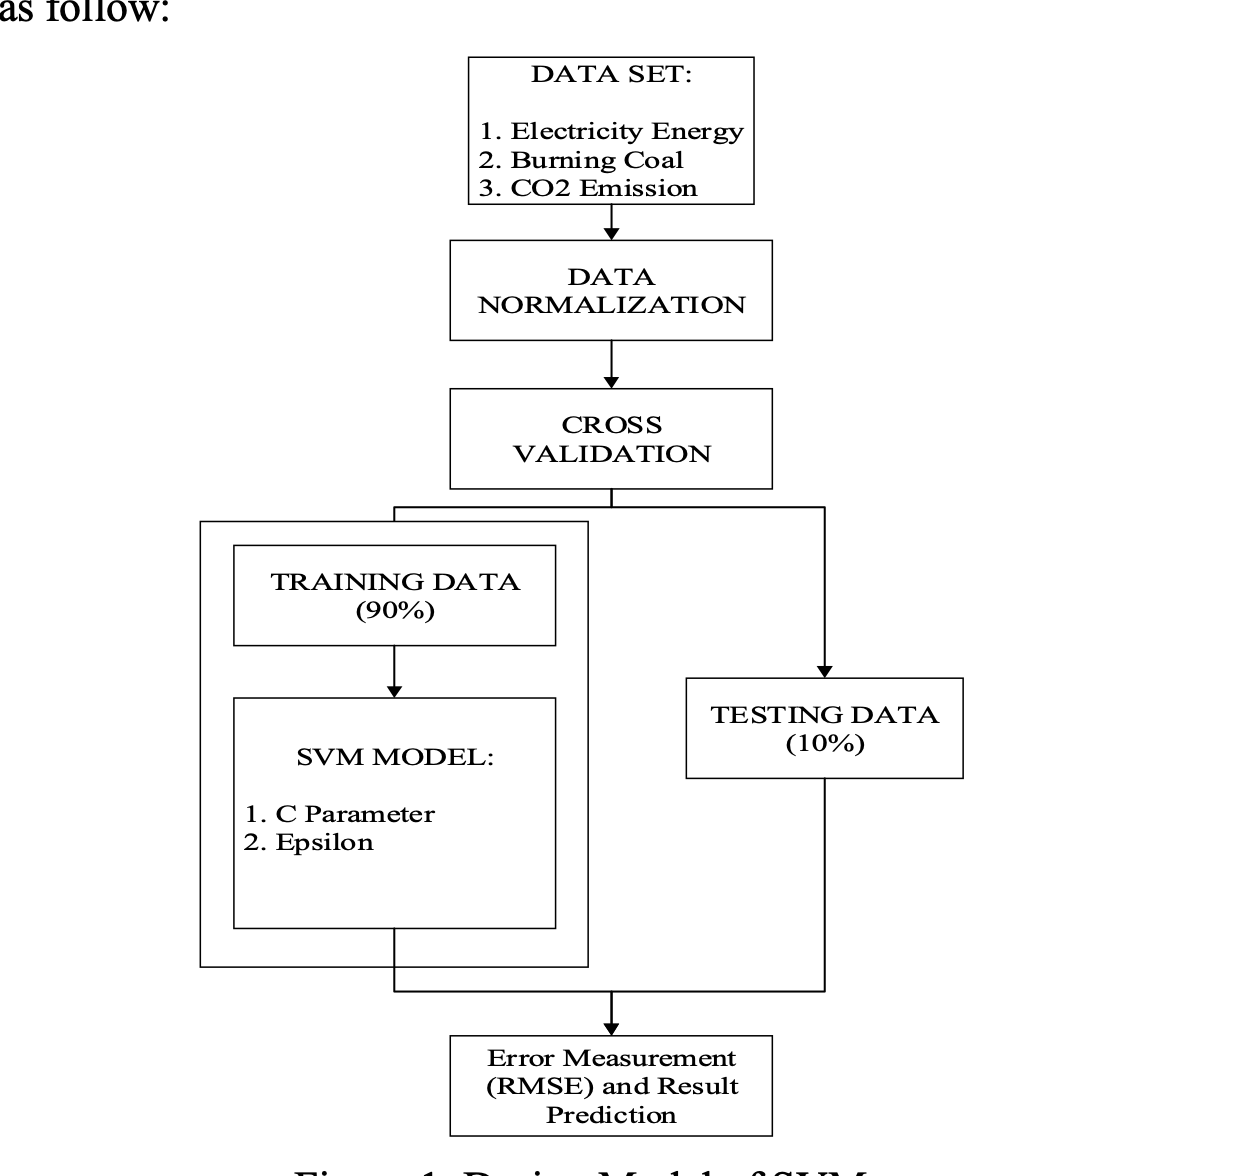 as follow:
DATA SET:
1. Electricity Energy
2. Burning Coal
3. CO2 Emission
DATA
NORMALIZATION
CROSS
VALIDATION
TRAINING DATA
(90%)
SVM MODEL:
1. C Parameter
2. Epsilon
TESTING DATA
(10%)
Error Measurement
(RMSE) and Result
Prediction